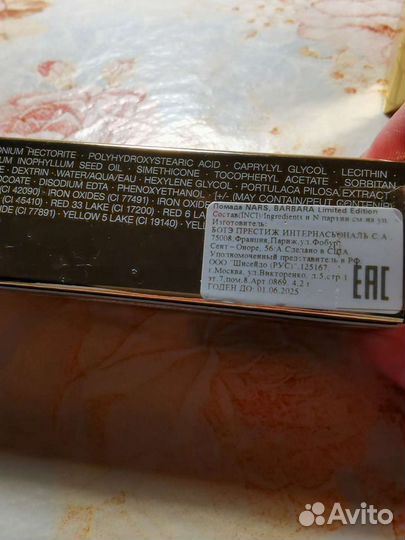 ONIUM HECTORITE · POLYHYDROXYSTEARIC ACID · CAPRYLYL GLYCOL · LECITHIN
UM INOPHYLLUM SEED OIL · SIMETHICONE · TOCOPHERYL ACETATE · SORBITAN
E · DEXTRIN · WATER/AQUA/EAU · HEXYLENE GLYCOL · PORTULACA PILOSA EXTRACT
OCOATE · DISODIUM EDTA · PHENOXYETHANOL · [+/- (MAY CONTAIN/PEUT CONTENIR
(CI 42090) · IRON OXIDES (CI 77491) · IRON OXIDE
(CI 45410) · RED 33 LAKE (CI 17200) · RED 6 LA
(CI 77891) · YELLOW 5 LAKE (CI 19140) · YELLO
Помада NARS, BARBARA Limited Edition
Состав(INCI)/Ingredients и N партии см на уп.
Изготовитель:
БОТЭ ПРЕСТИЖ ИНТЕРНАСЬОНАЛЬ С.А.
75008,Франция,Париж,ул.Фобур
Сент - Оноре, 56-А.Сделано в США
Уполномоченный представитель в РФ
ООО "Шисейдо (РУС)",125167,
г.Москва, ул.Викторенко, д.5,стр.1
эт 7,пом,8.Арт 0869, 4,2 г
ГОДЕН ДО: 01.06.2025
EAC
Avito